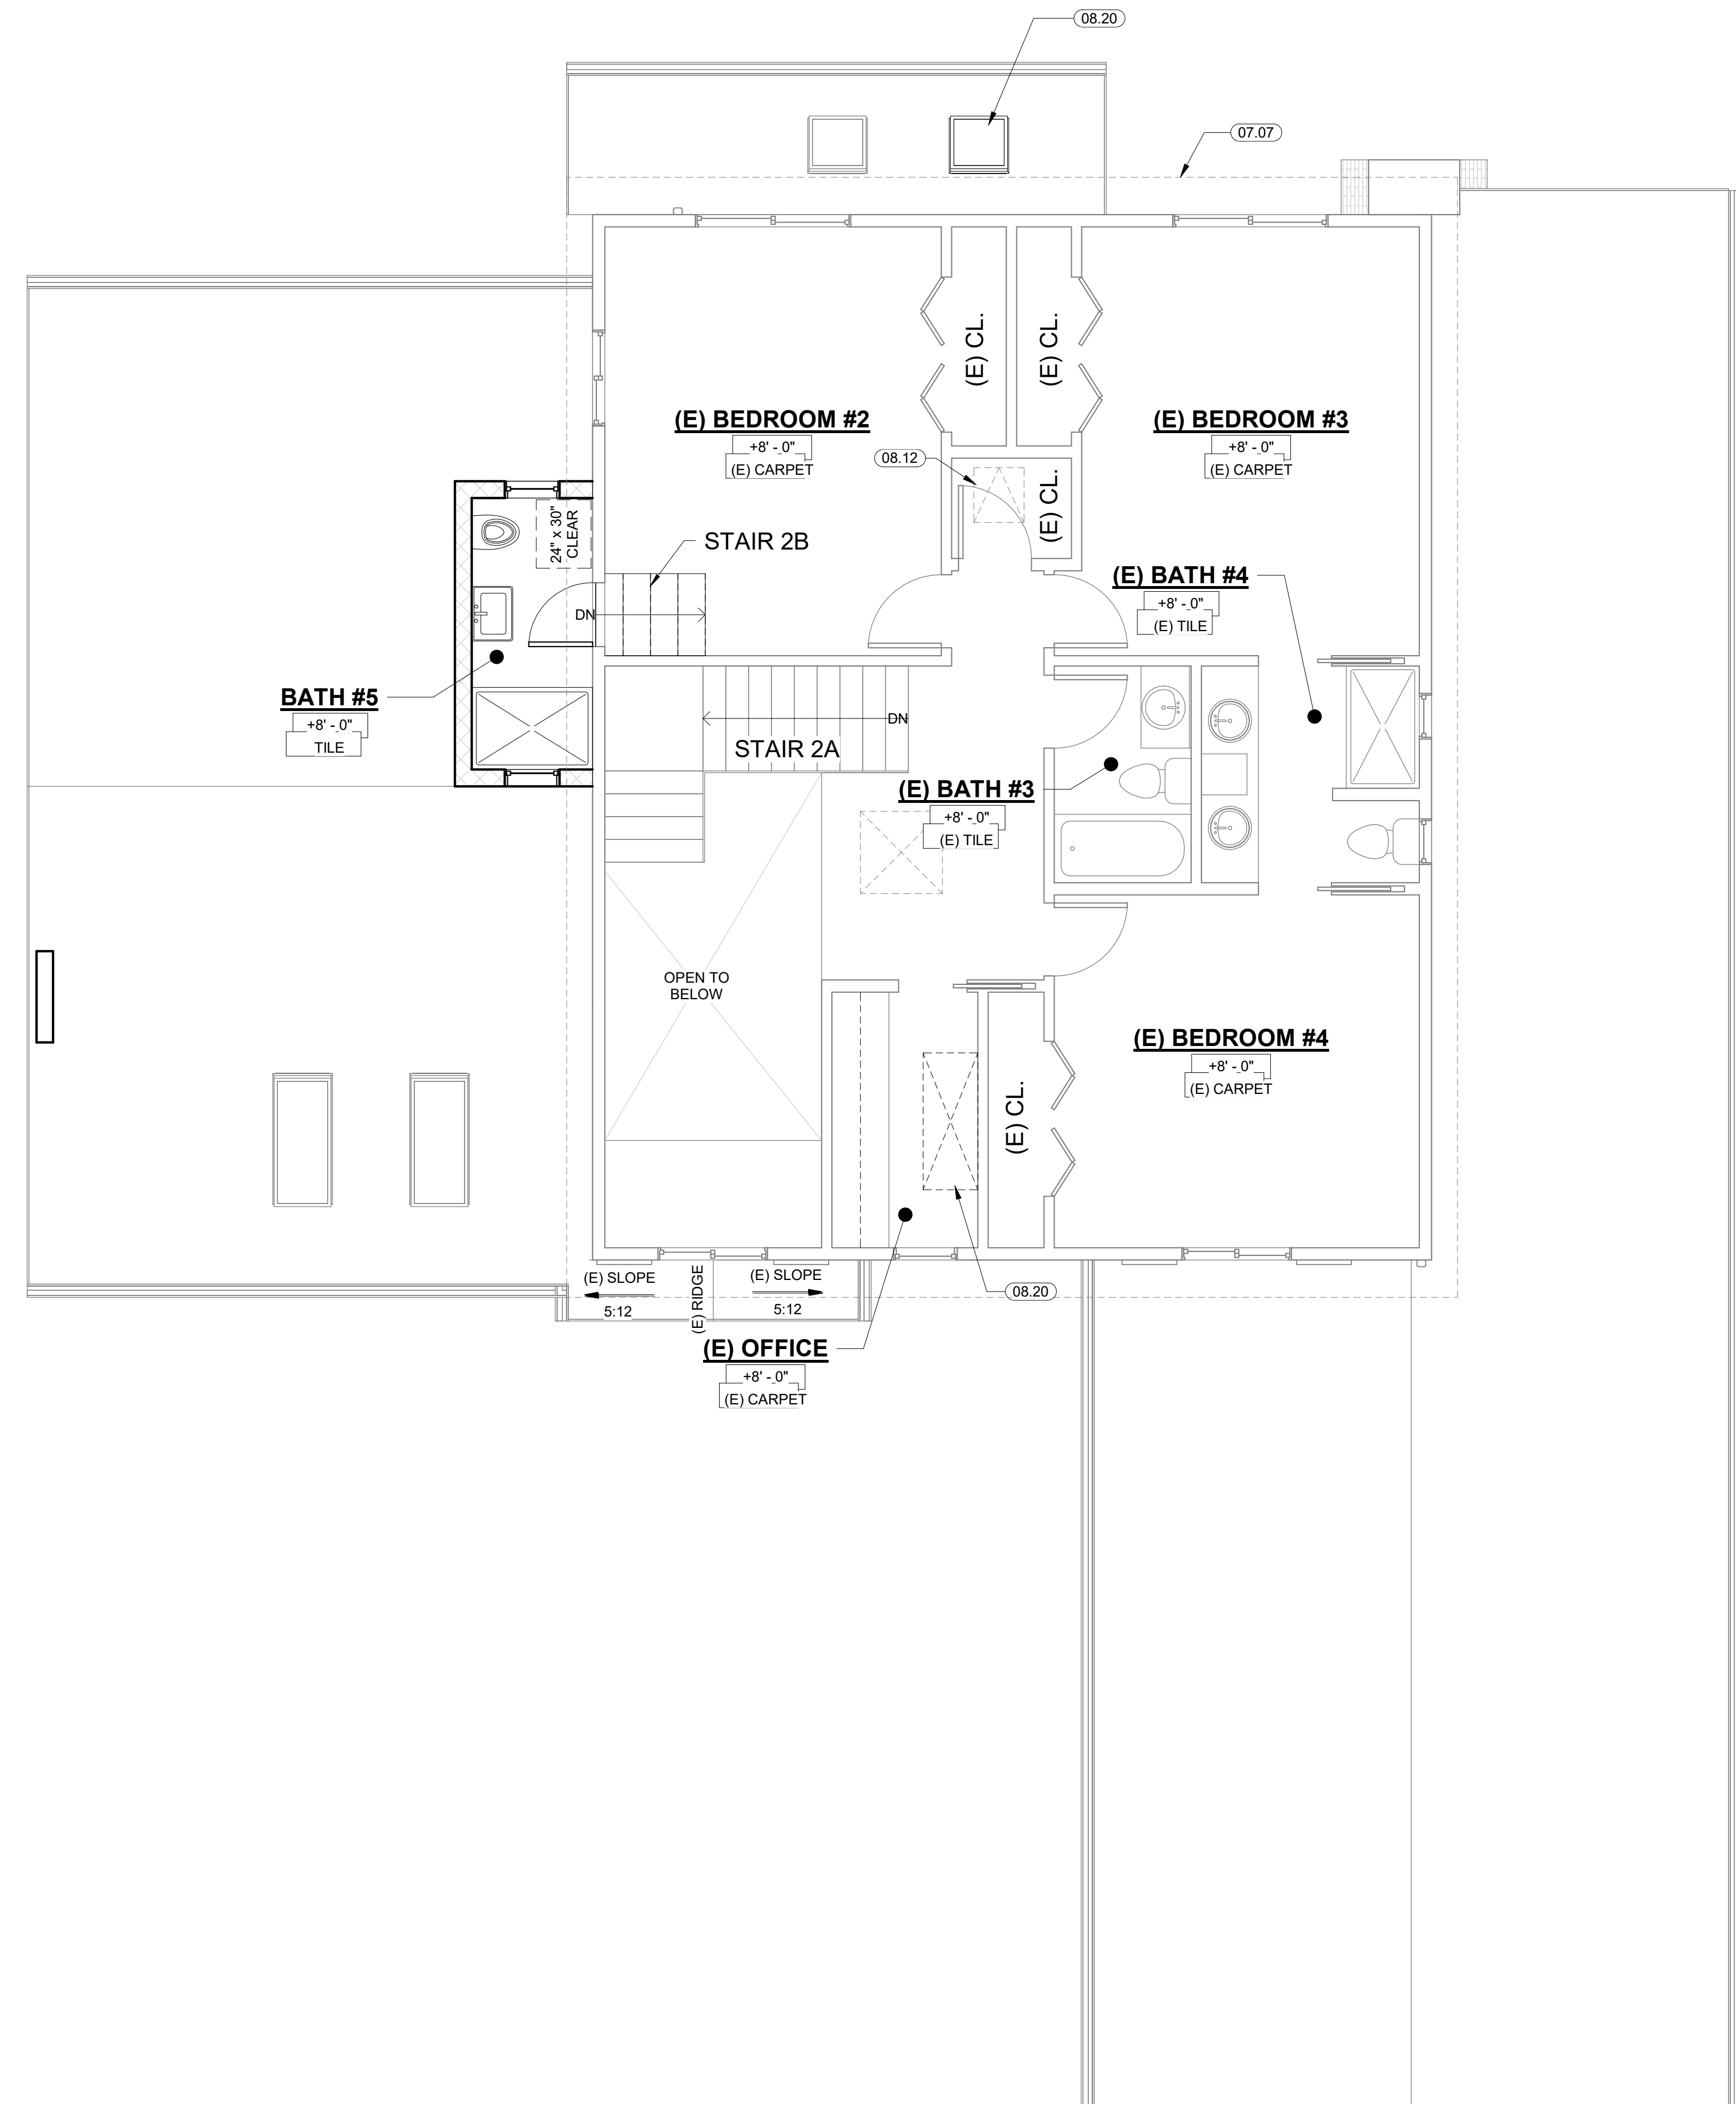 08.20
07.07
(E) CL.
(E) CL.
(E) BEDROOM #2
+8' - 0"
(E) CARPET
(E) BEDROOM #3
+8' - 0"
(E) CARPET
08.12
(E) CL.
24" x 30"
CLEAR
STAIR 2B
DN
(E) BATH #4
+8' - 0"
(E) TILE
BATH #5
+8' - 0"
TILE
DN
STAIR 2A
(E) BATH #3
+8' - 0"
(E) TILE
OPEN TO
BELOW
(E) BEDROOM #4
+8' - 0"
(E) CARPET
(E) CL.
(E) SLOPE
5:12
(E) RIDGE
(E) SLOPE
5:12
08.20
(E) OFFICE
+8' - 0"
(E) CARPET